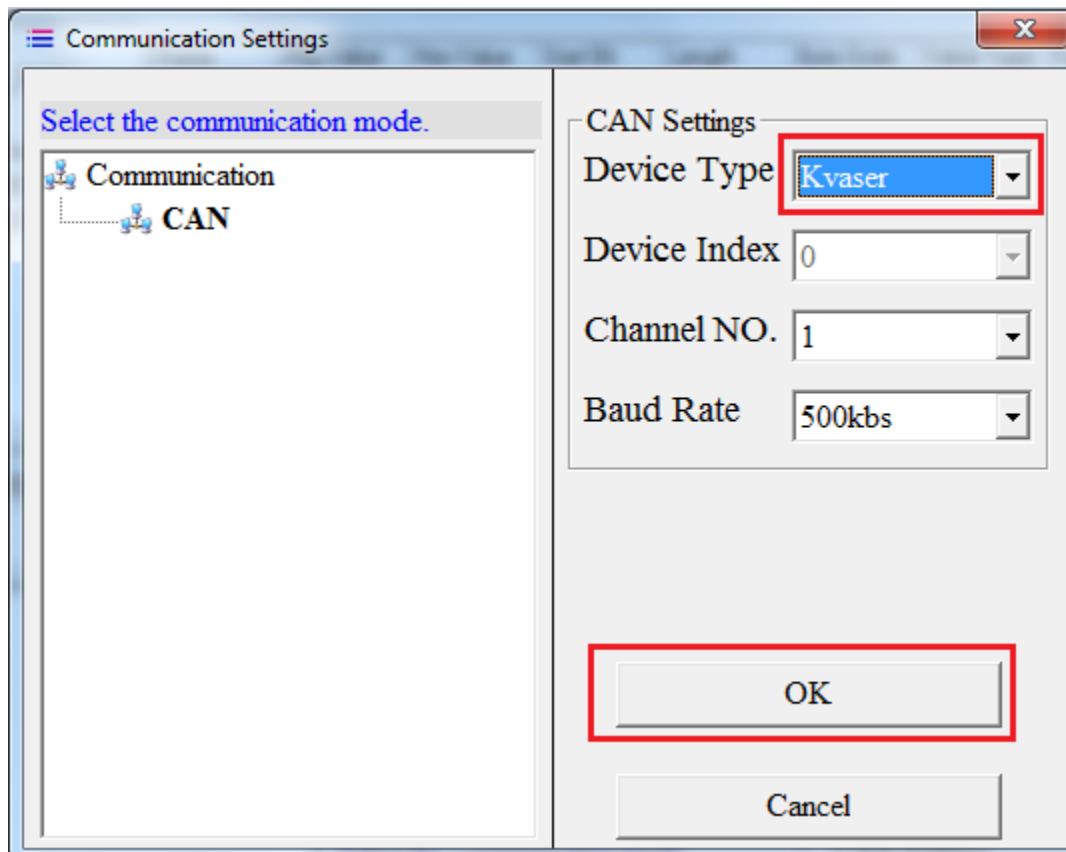 Communication Settings
Select the communication mode.
Communication
CAN
CAN Settings
Device Type Kvaser
Device Index 0
Channel NO. 1
Baud Rate 500kbs
OK
Cancel